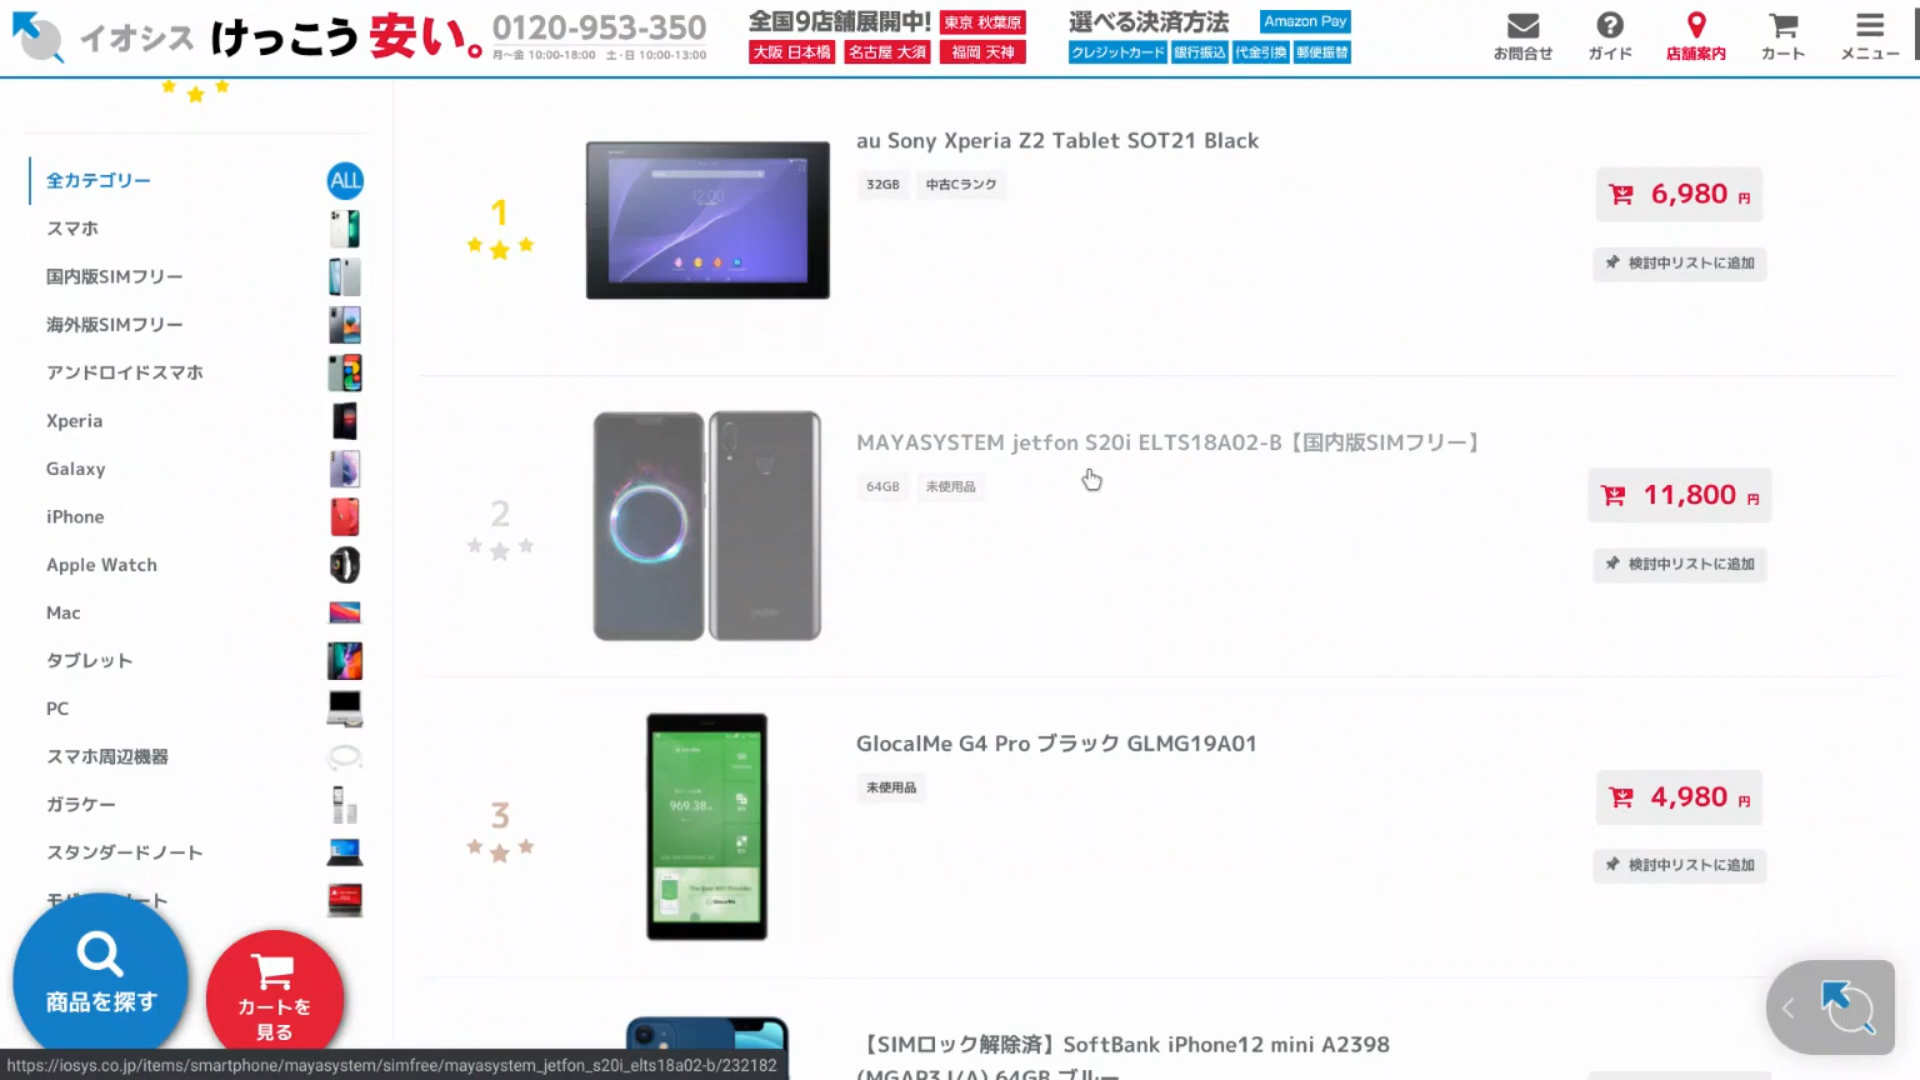 イオシス けっこう 安い。
0120-953-350
月〜金 10:00-18:00 土・日 10:00-13:00
全国9店舗展開中! 東京 秋葉原
大阪 日本橋 名古屋 大須 福岡 天神
選べる決済方法 Amazon Pay
クレジットカード 銀行振込 代金引換 郵便振替
お問合せ
ガイド
店舗案内
カート
メニュー
全カテゴリー ALL
スマホ
国内版SIMフリー
海外版SIMフリー
アンドロイドスマホ
Xperia
Galaxy
iPhone
Apple Watch
Mac
タブレット
PC
スマホ周辺機器
ガラケー
スタンダードノート
商品を探す
カートを
見る
1
au Sony Xperia Z2 Tablet SOT21 Black
32GB 中古Cランク
6,980 円
検討中リストに追加
2
MAYASYSTEM jetfon S20i ELTS18A02-B【国内版SIMフリー】
64GB 未使用品
11,800 円
検討中リストに追加
3
GlocalMe G4 Pro ブラック GLMG19A01
未使用品
4,980 円
検討中リストに追加
969.38
【SIMロック解除済】SoftBank iPhone12 mini A2398
(MGAP3J/A) 64GB ブルー
https://iosys.co.jp/items/smartphone/mayasystem/simfree/mayasystem_jetfon_s20i_elts18a02-b/232182